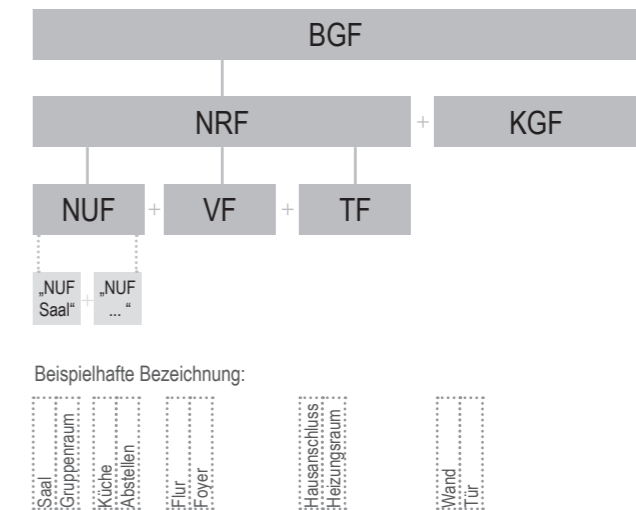 BGF
NRF + KGF
NUF + VF + TF
„NUF Saal“ + „NUF ... “
Beispielhafte Bezeichnung:
Saal
Gruppenraum
Küche
Abstellen
Flur
Foyer
Hausanschluss
Heizungsraum
Wand
Tür